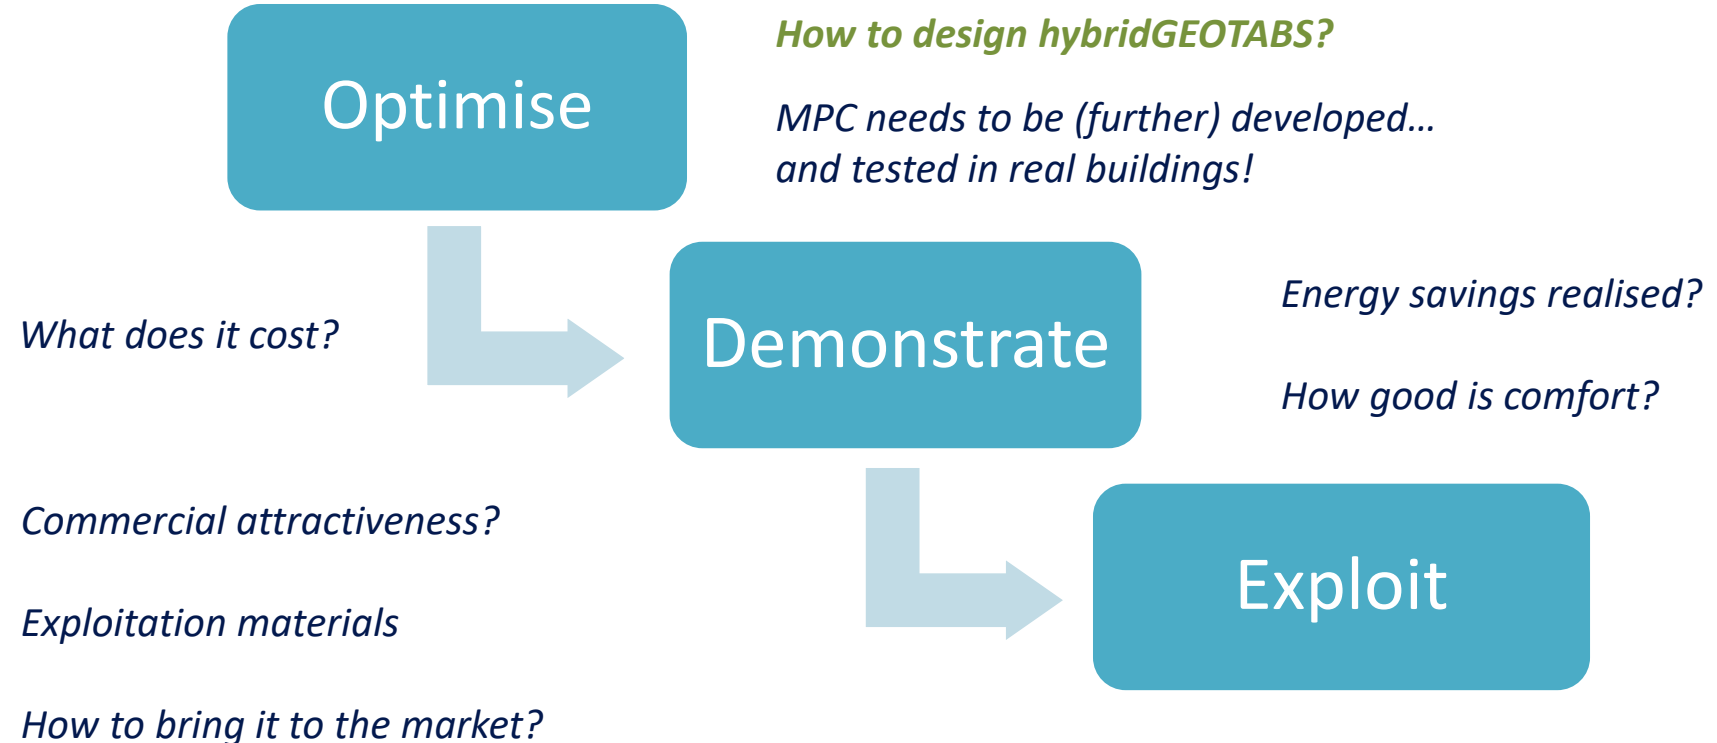 Optimise
How to design hybridGEOTABS?
MPC needs to be (further) developed…
and tested in real buildings!
What does it cost?
Demonstrate
Energy savings realised?
How good is comfort?
Commercial attractiveness?
Exploitation materials
How to bring it to the market?
Exploit